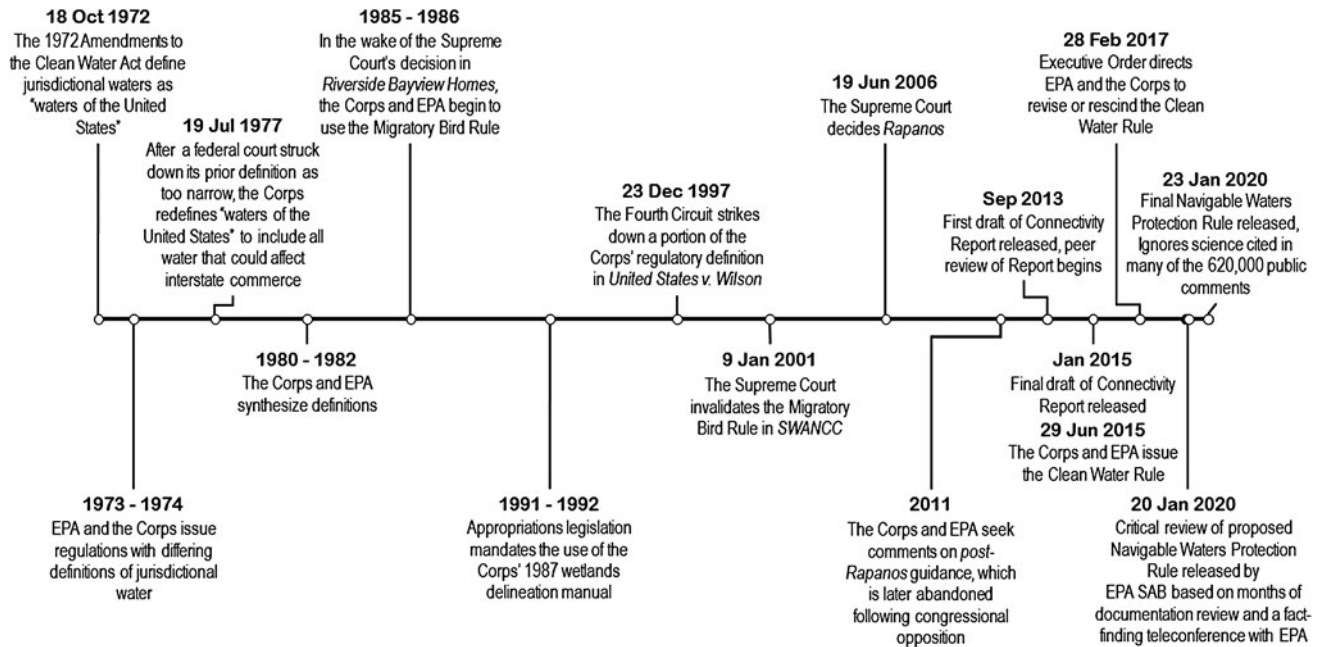 18 Oct 1972
The 1972 Amendments to
the Clean Water Act define
jurisdictional waters as
"waters of the United
States"
19 Jul 1977
After a federal court struck
down its prior definition as
too narrow, the Corps
redefines "waters of the
United States" to include all
water that could affect
interstate commerce
1985 - 1986
In the wake of the Supreme
Court's decision in
Riverside Bayview Homes,
the Corps and EPA begin to
use the Migratory Bird Rule
23 Dec 1997
The Fourth Circuit strikes
down a portion of the
Corps' regulatory definition
in United States v. Wilson
19 Jun 2006
The Supreme Court
decides Rapanos
Sep 2013
First draft of Connectivity
Report released, peer
review of Report begins
28 Feb 2017
Executive Order directs
EPA and the Corps to
revise or rescind the Clean
Water Rule
23 Jan 2020
Final Navigable Waters
Protection Rule released,
Ignores science cited in
many of the 620,000 public
comments
1973 - 1974
EPA and the Corps issue
regulations with differing
definitions of jurisdictional
water
1980 - 1982
The Corps and EPA
synthesize definitions
1991 - 1992
Appropriations legislation
mandates the use of the
Corps' 1987 wetlands
delineation manual
9 Jan 2001
The Supreme Court
invalidates the Migratory
Bird Rule in SWANCC
2011
The Corps and EPA seek
comments on post-
Rapanos guidance, which
is later abandoned
following congressional
opposition
Jan 2015
Final draft of Connectivity
Report released
29 Jun 2015
The Corps and EPA issue
the Clean Water Rule
20 Jan 2020
Critical review of proposed
Navigable Waters Protection
Rule released by
EPA SAB based on months of
documentation review and a fact-
finding teleconference with EPA